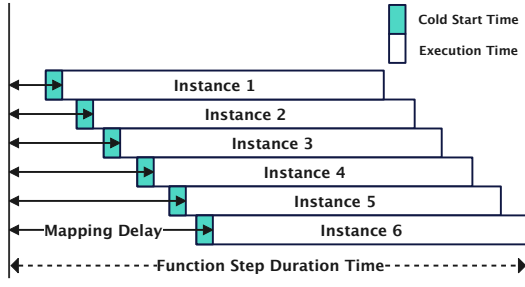 Cold Start Time
Execution Time
Instance 1
Instance 2
Instance 3
Instance 4
Instance 5
Mapping Delay
Instance 6
Function Step Duration Time